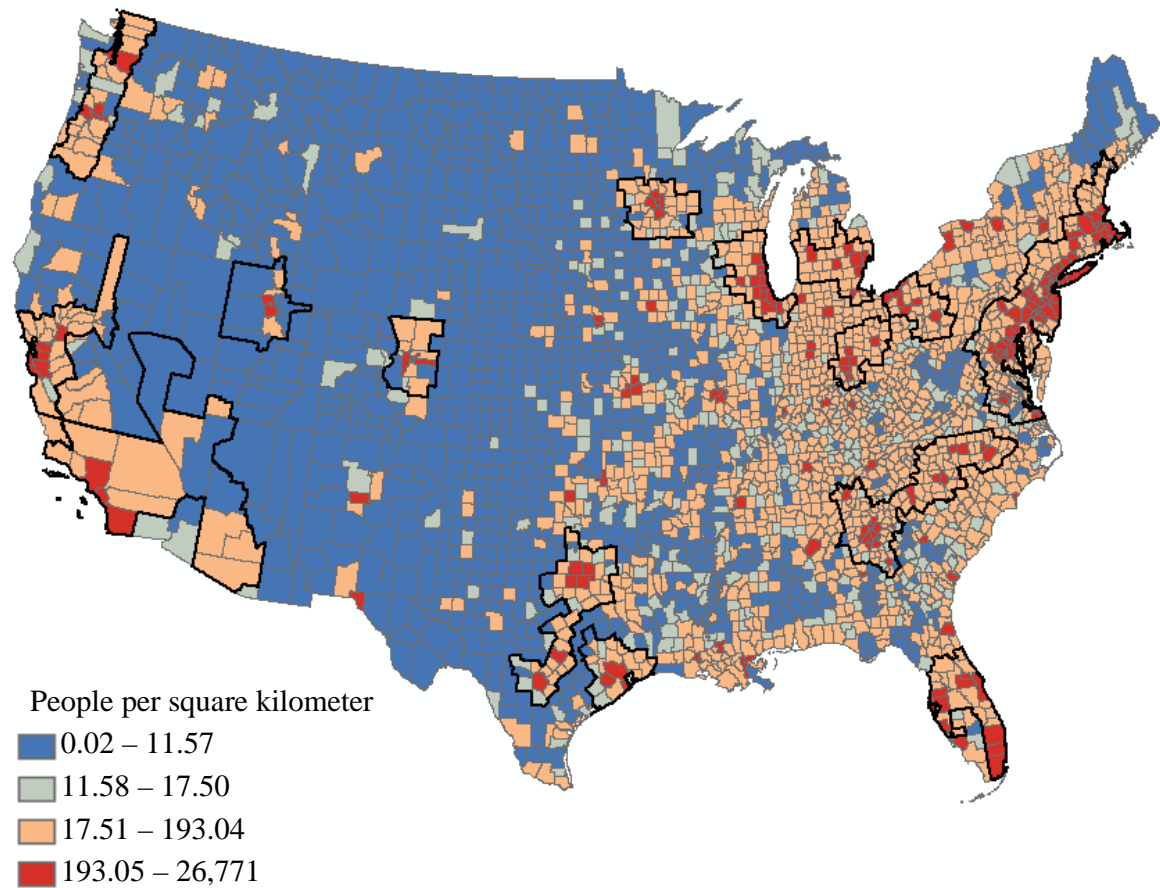 People per square kilometer
0.02 – 11.57
11.58 – 17.50
17.51 – 193.04
193.05 – 26,771